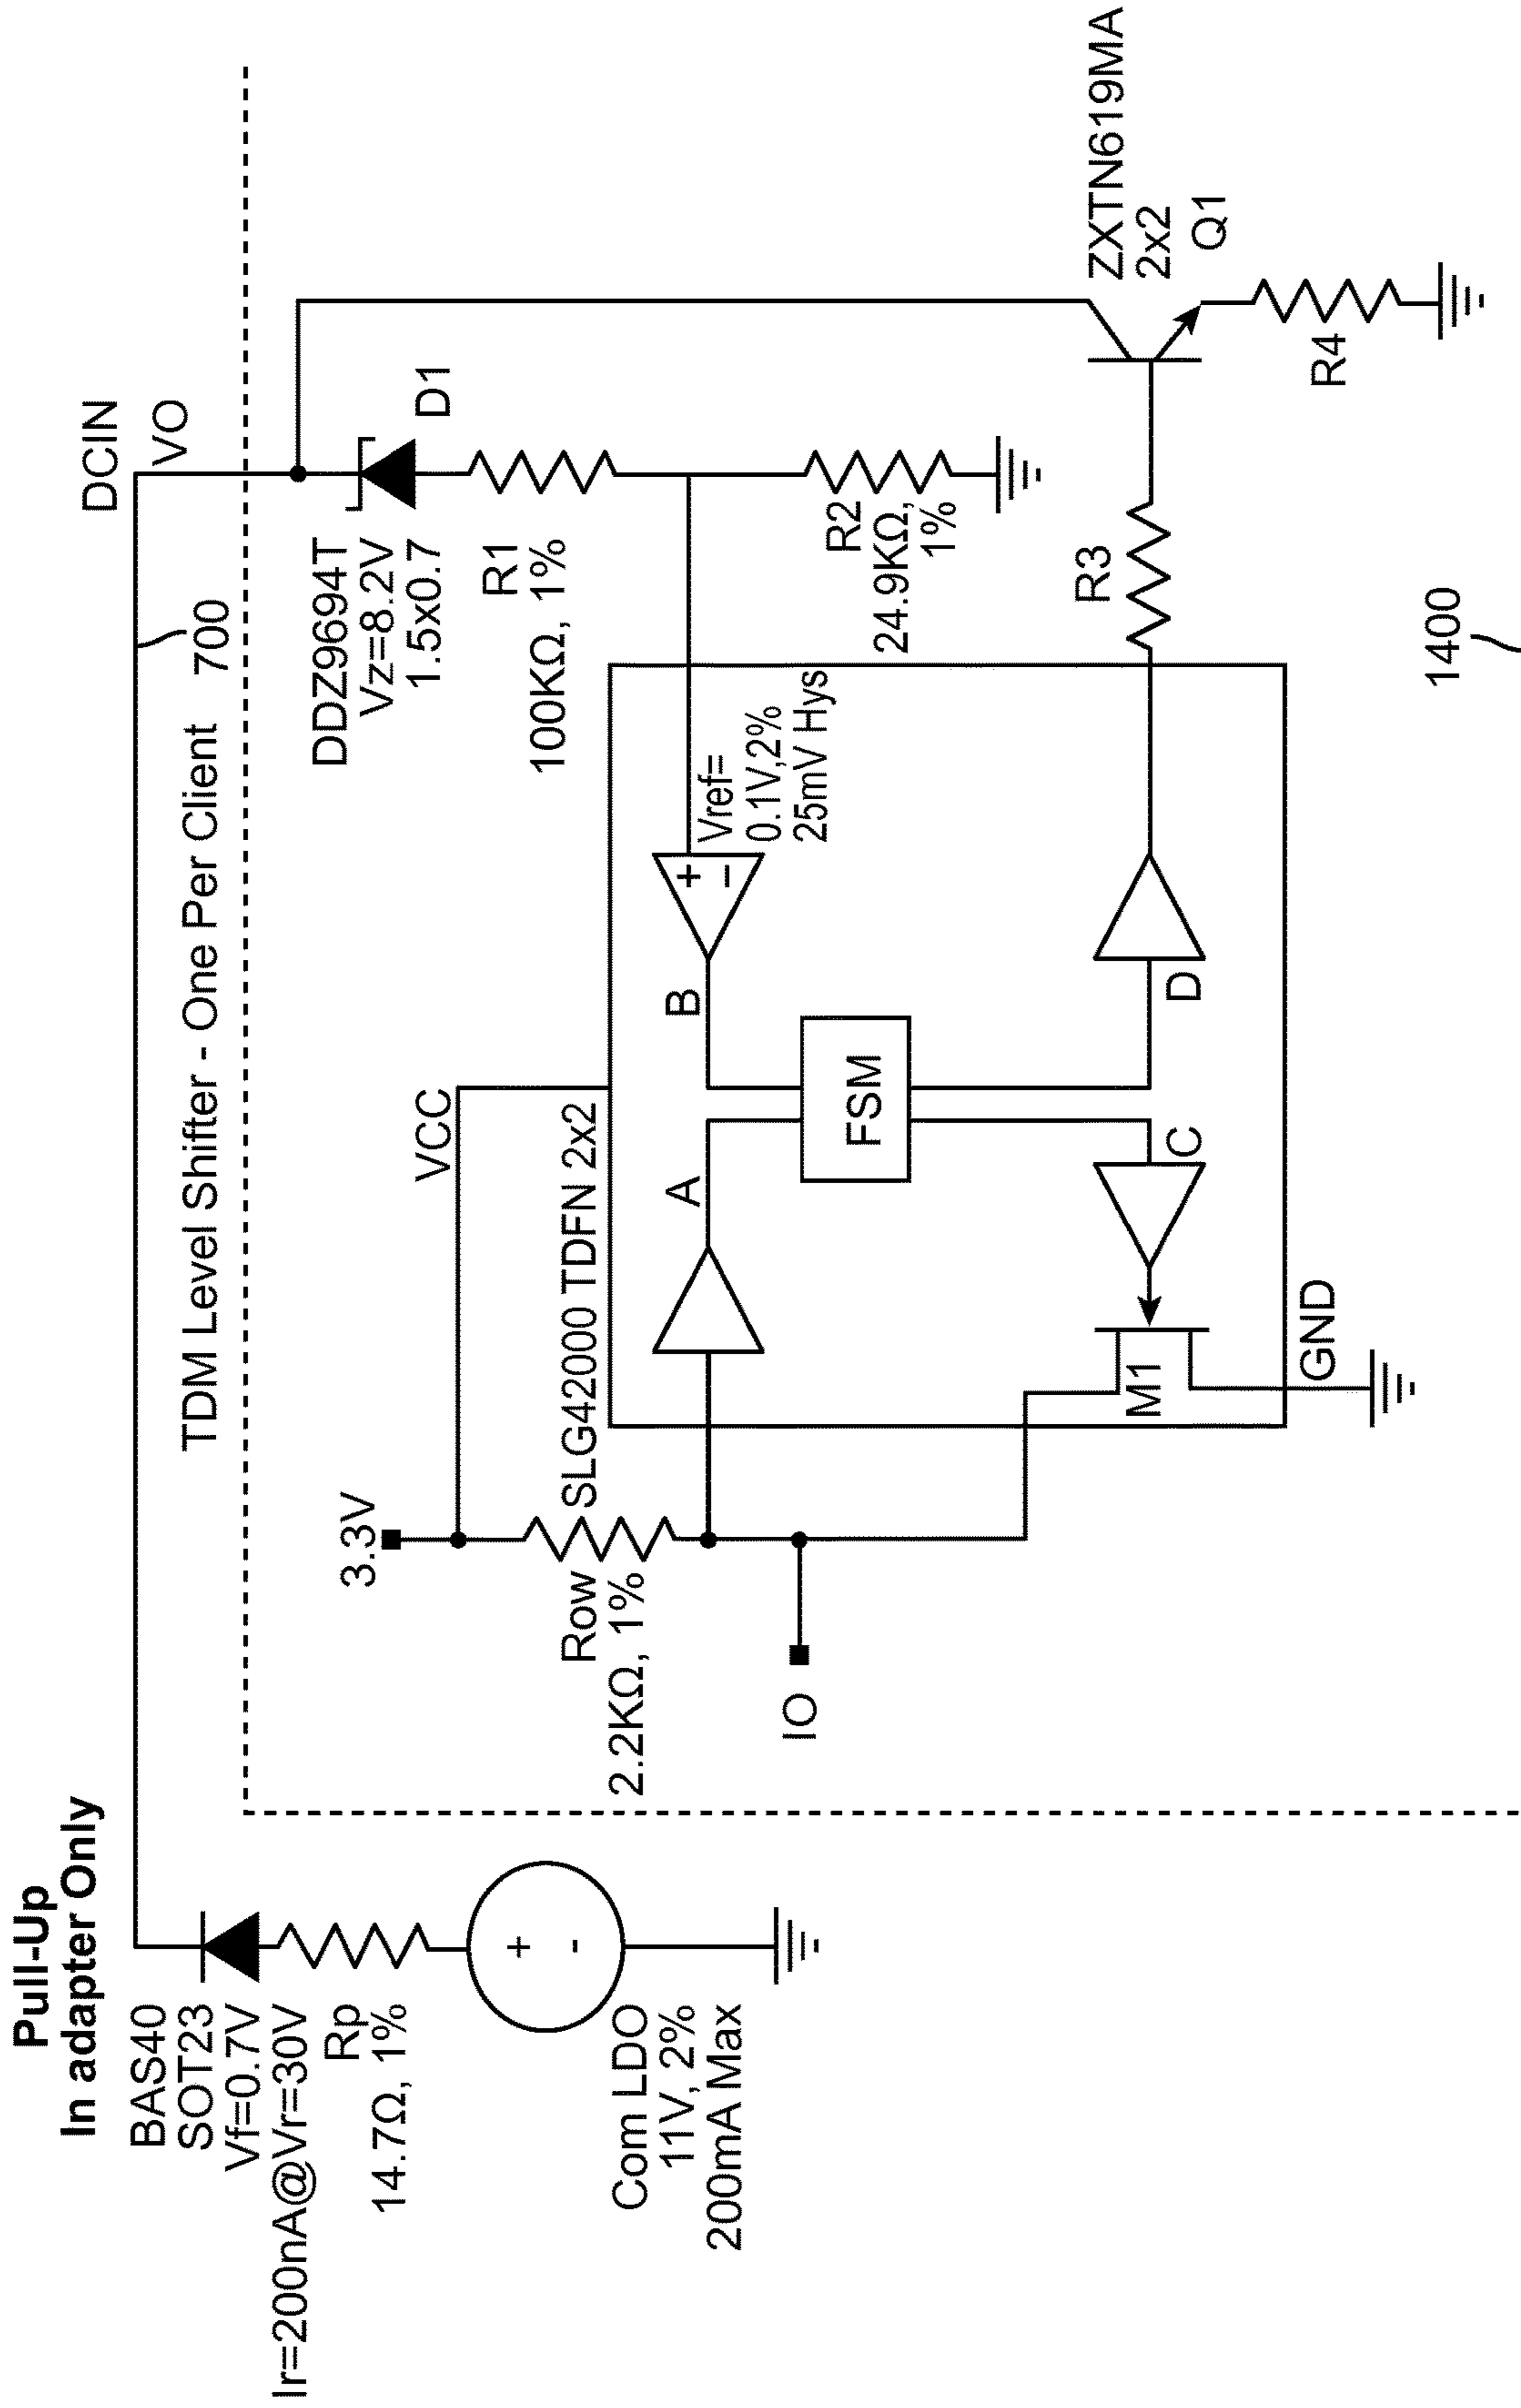 Pull-Up
In adapter Only
BAS40
SOT23
Vf=0.7V
Ir=200nA@Vr=30V
Rp
14.7Ω, 1%
+
-
Com LDO
11V, 2%
200mA Max
DCIN
VO
700
TDM Level Shifter - One Per Client
3.3V
VCC
Row
2.2KΩ, 1%
IO
SLG42000 TDFN 2x2
A
B
FSM
C
D
M1
GND
+
-
Vref=
0.1V,2%
25mV Hys
DDZ9694T
Vz=8.2V
1.5x0.7
D1
R1
100KΩ, 1%
R2
24.9KΩ,
1%
R3
ZXTN619MA
2x2
Q1
R4
1400